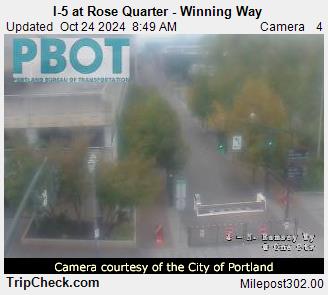 I-5 at Rose Quarter - Winning Way
Updated Oct 24 2024 8:49 AM Camera 4
PBOT
PORTLAND BUREAU OF TRANSPORTATION
Camera courtesy of the City of Portland
TripCheck.com Milepost302.00